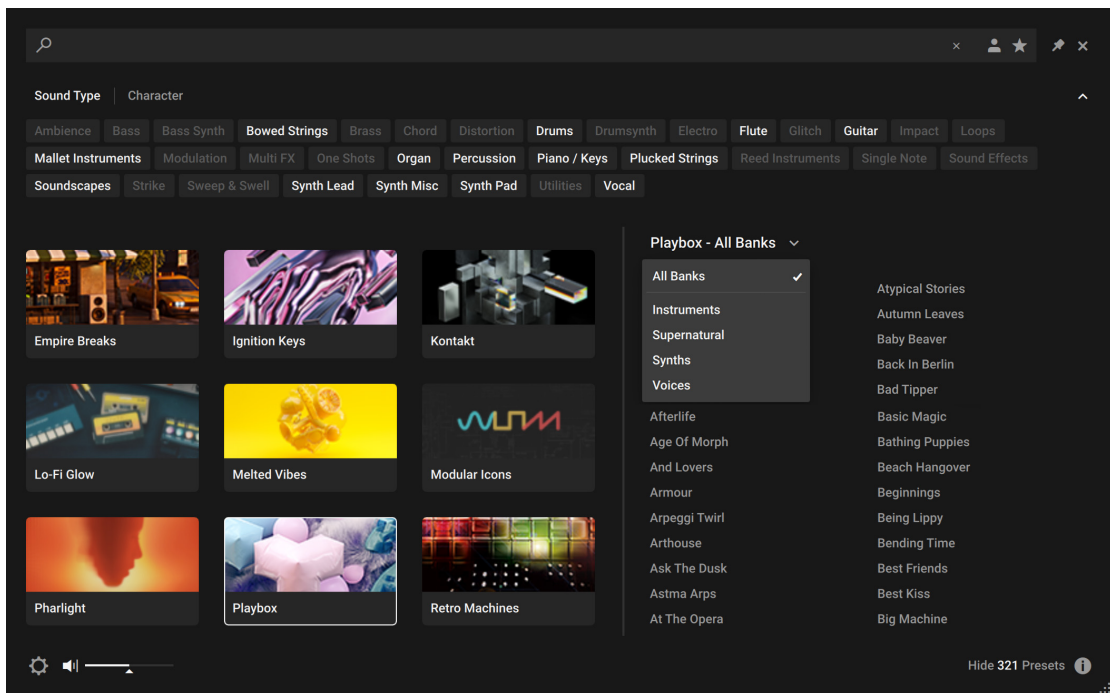 Sound Type Character
Ambience Bass Bass Synth Bowed Strings Brass Chord Distortion Drums Drumsynth Electro Flute Glitch Guitar Impact Loops
Mallet Instruments Modulation Multi FX One Shots Organ Percussion Piano / Keys Plucked Strings Reed Instruments Single Note Sound Effects
Soundscapes Strike Sweep & Swell Synth Lead Synth Misc Synth Pad Utilities Vocal
Empire Breaks
Ignition Keys
Kontakt
Lo-Fi Glow
Melted Vibes
Modular Icons
Pharlight
Playbox
Retro Machines
Playbox - All Banks
All Banks
Instruments
Supernatural
Synths
Voices
Afterlife
Age Of Morph
And Lovers
Armour
Arpeggi Twirl
Arthouse
Ask The Dusk
Astma Arps
At The Opera
Atypical Stories
Autumn Leaves
Baby Beaver
Back In Berlin
Bad Tipper
Basic Magic
Bathing Puppies
Beach Hangover
Beginnings
Being Lippy
Bending Time
Best Friends
Best Kiss
Big Machine
Hide 321 Presets